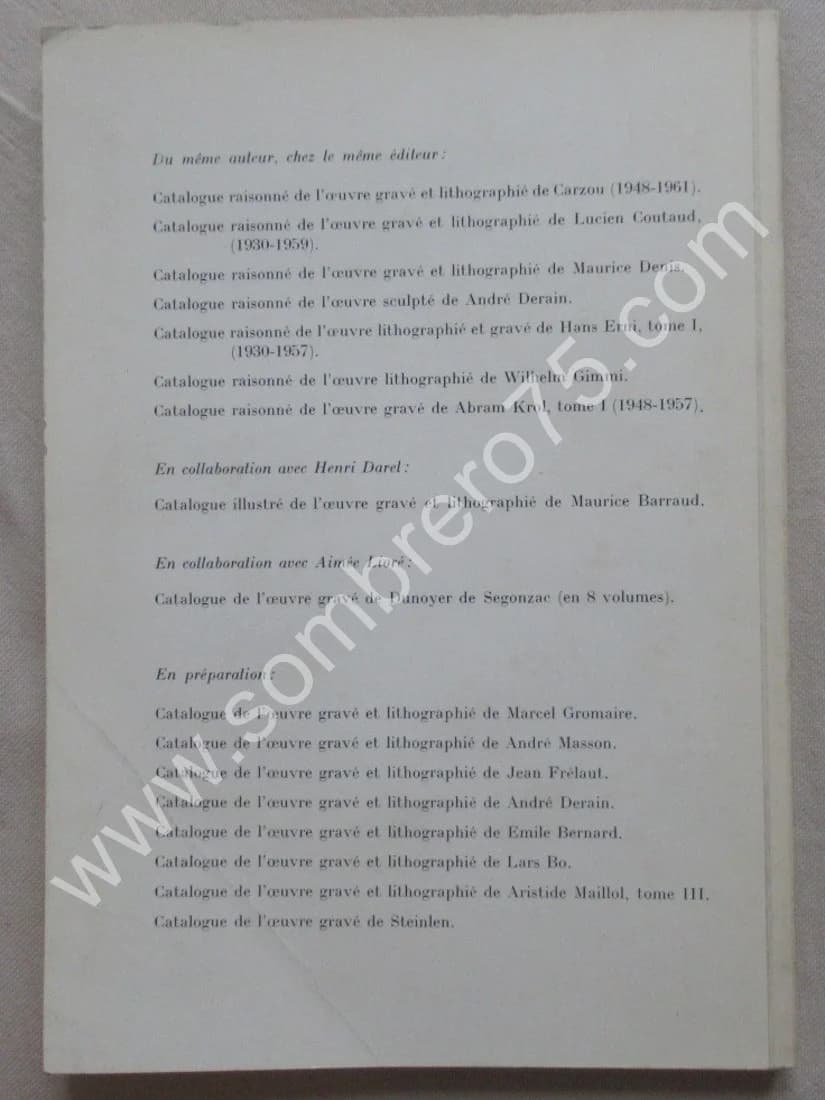 Du même auteur, chez le même éditeur :
Catalogue raisonné de l'œuvre gravé et lithographié de Carzou (1948-1961).
Catalogue raisonné de l'œuvre gravé et lithographié de Lucien Coutaud,
(1930-1959).
Catalogue raisonné de l'œuvre gravé et lithographié de Maurice Denis.
Catalogue raisonné de l'œuvre sculpté de André Derain.
Catalogue raisonné de l'œuvre lithographié et gravé de Hans Erni, tome I,
(1930-1957).
Catalogue raisonné de l'œuvre lithographié de Wilhelm Gimmi.
Catalogue raisonné de l'œuvre gravé de Abram Krol, tome I (1948-1957).
En collaboration avec Henri Darel :
Catalogue illustré de l'œuvre gravé et lithographié de Maurice Barraud.
En collaboration avec Aimée Lioré :
Catalogue de l'œuvre gravé de Dunoyer de Segonzac (en 8 volumes).
En préparation :
Catalogue de l'œuvre gravé et lithographié de Marcel Gromaire.
Catalogue de l'œuvre gravé et lithographié de André Masson.
Catalogue de l'œuvre gravé et lithographié de Jean Frélaut.
Catalogue de l'œuvre gravé et lithographié de André Derain.
Catalogue de l'œuvre gravé et lithographié de Emile Bernard.
Catalogue de l'œuvre gravé et lithographié de Lars Bo.
Catalogue de l'œuvre gravé et lithographié de Aristide Maillol, tome III.
Catalogue de l'œuvre gravé de Steinlen.
www.sombrero75.com